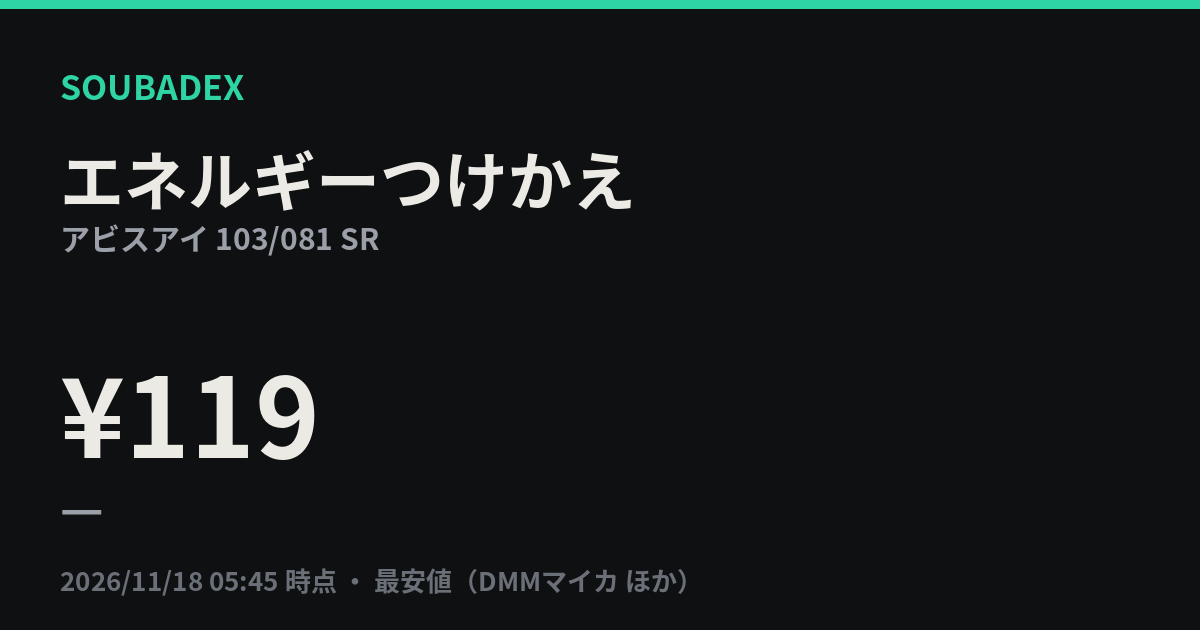 SOUBADEX
エネルギーつけかえ
アビスアイ 103/081 SR
¥119
—
2026/11/18 05:45 時点 ・ 最安値（DMMマイカ ほか）